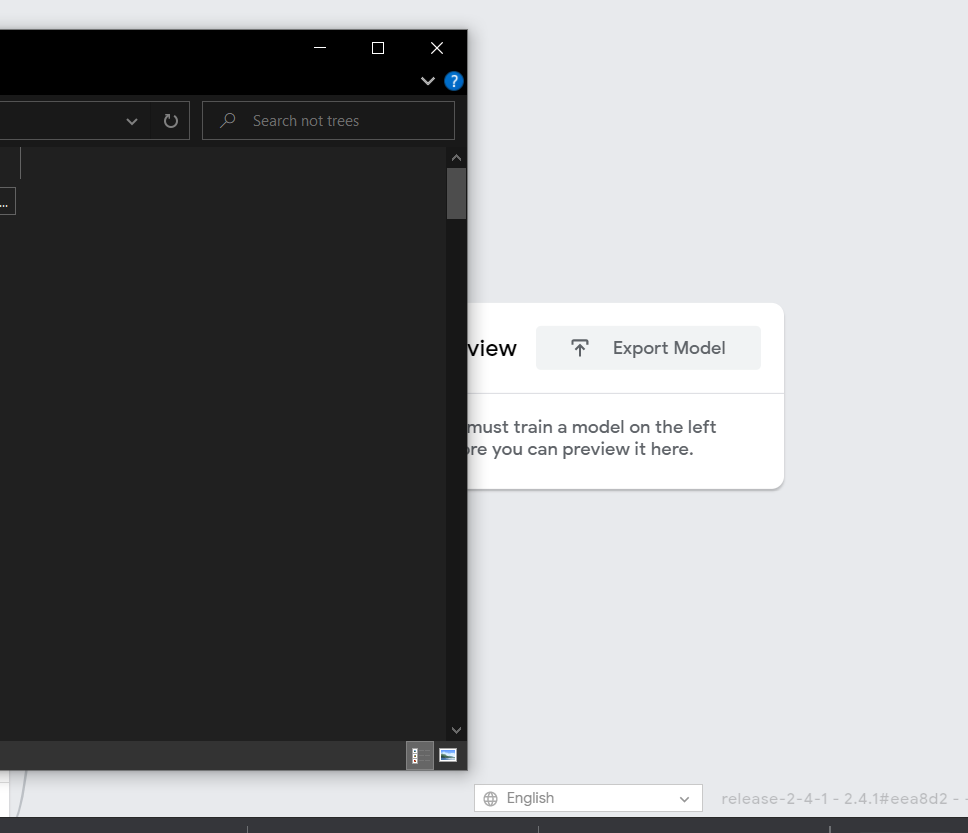 ?
Search not trees
...
view
Export Model
must train a model on the left
ore you can preview it here.
English
release-2-4-1 - 2.4.1#eea8d2 - -